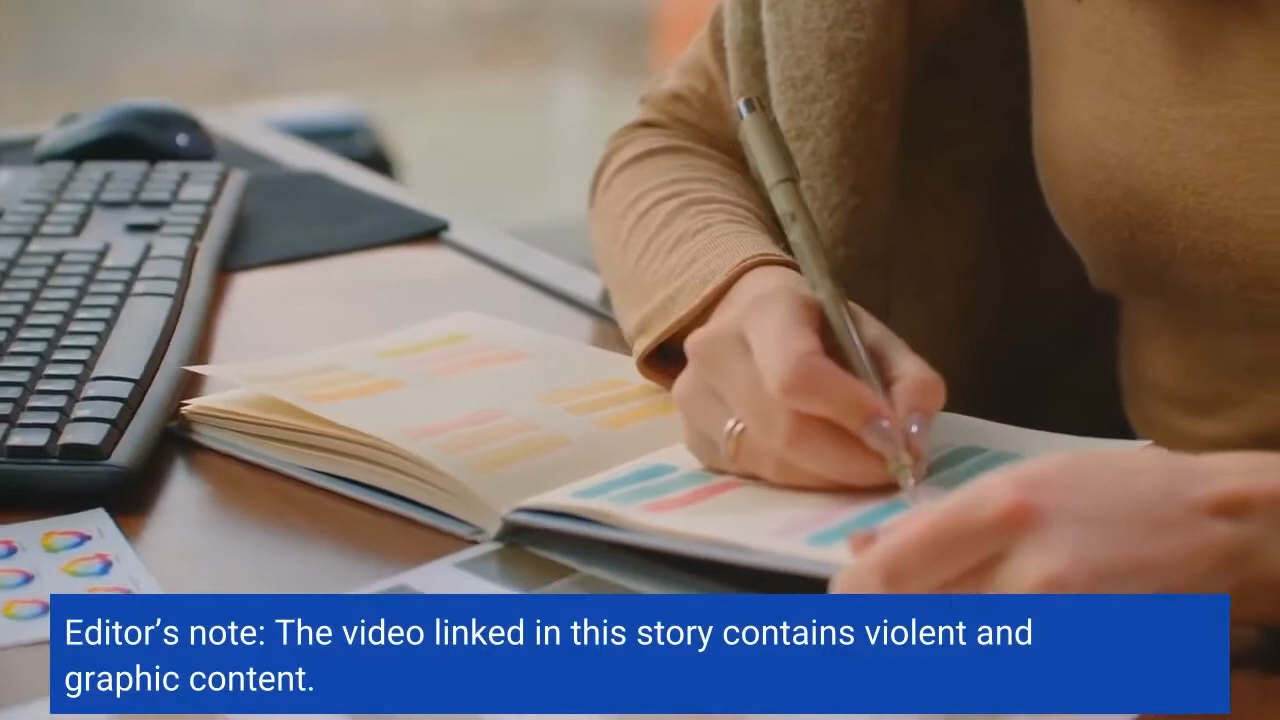 Editor’s note: The video linked in this story contains violent and
graphic content.